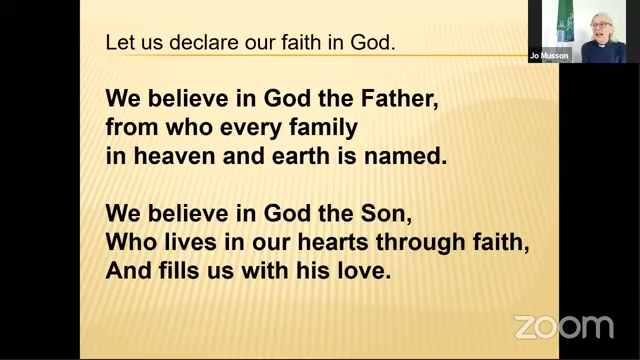 Let us declare our faith in God.
Jo Musson
We believe in God the Father,
from who every family
in heaven and earth is named.
We believe in God the Son,
Who lives in our hearts through faith,
And fills us with his love.
zoom